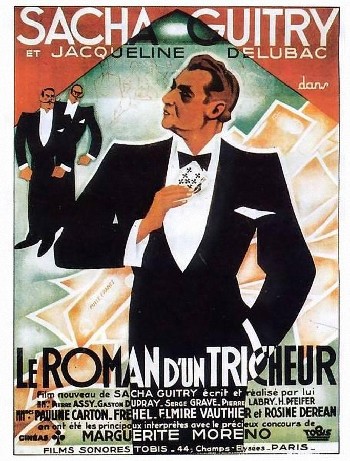 SACHA GUITRY
ET JACQUELINE DELUBAC
dans
LE ROMAN D'UN TRICHEUR
Film nouveau de SACHA GUITRY écrit et réalisé par lui
PIERRE ASSY. GASTON DUPRAY. SERGE GRAVE. PIERRE LABRY. H. PFEIFER
PAULINE CARTON. FRÉHEL. ELMIRE VAUTHIER et ROSINE DEREAN
en ont été les principaux interprètes avec le précieux concours de
CINÉAS
MARGUERITE MORENO
TOBIS
FILMS SONORES TOBIS - 44, Champs-Elysées - PARIS